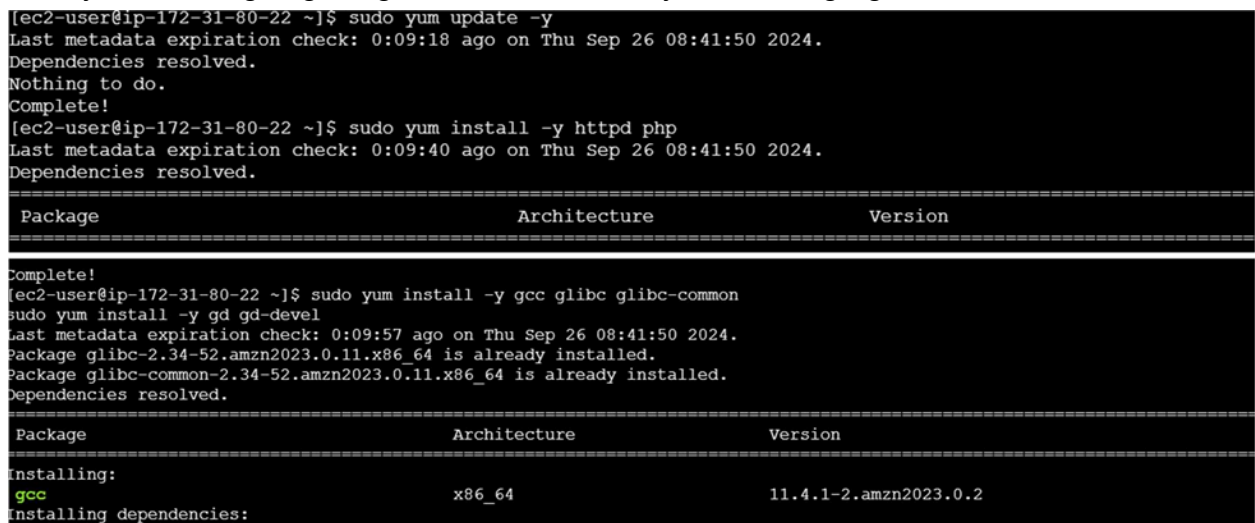 [ec2-user@ip-172-31-80-22 ~]$ sudo yum update -y
Last metadata expiration check: 0:09:18 ago on Thu Sep 26 08:41:50 2024.
Dependencies resolved.
Nothing to do.
Complete!
[ec2-user@ip-172-31-80-22 ~]$ sudo yum install -y httpd php
Last metadata expiration check: 0:09:40 ago on Thu Sep 26 08:41:50 2024.
Dependencies resolved.
Package Architecture Version
Complete!
[ec2-user@ip-172-31-80-22 ~]$ sudo yum install -y gcc glibc glibc-common
sudo yum install -y gd gd-devel
Last metadata expiration check: 0:09:57 ago on Thu Sep 26 08:41:50 2024.
Package glibc-2.34-52.amzn2023.0.11.x86_64 is already installed.
Package glibc-common-2.34-52.amzn2023.0.11.x86_64 is already installed.
Dependencies resolved.
Package Architecture Version
Installing:
gcc x86_64 11.4.1-2.amzn2023.0.2
Installing dependencies: